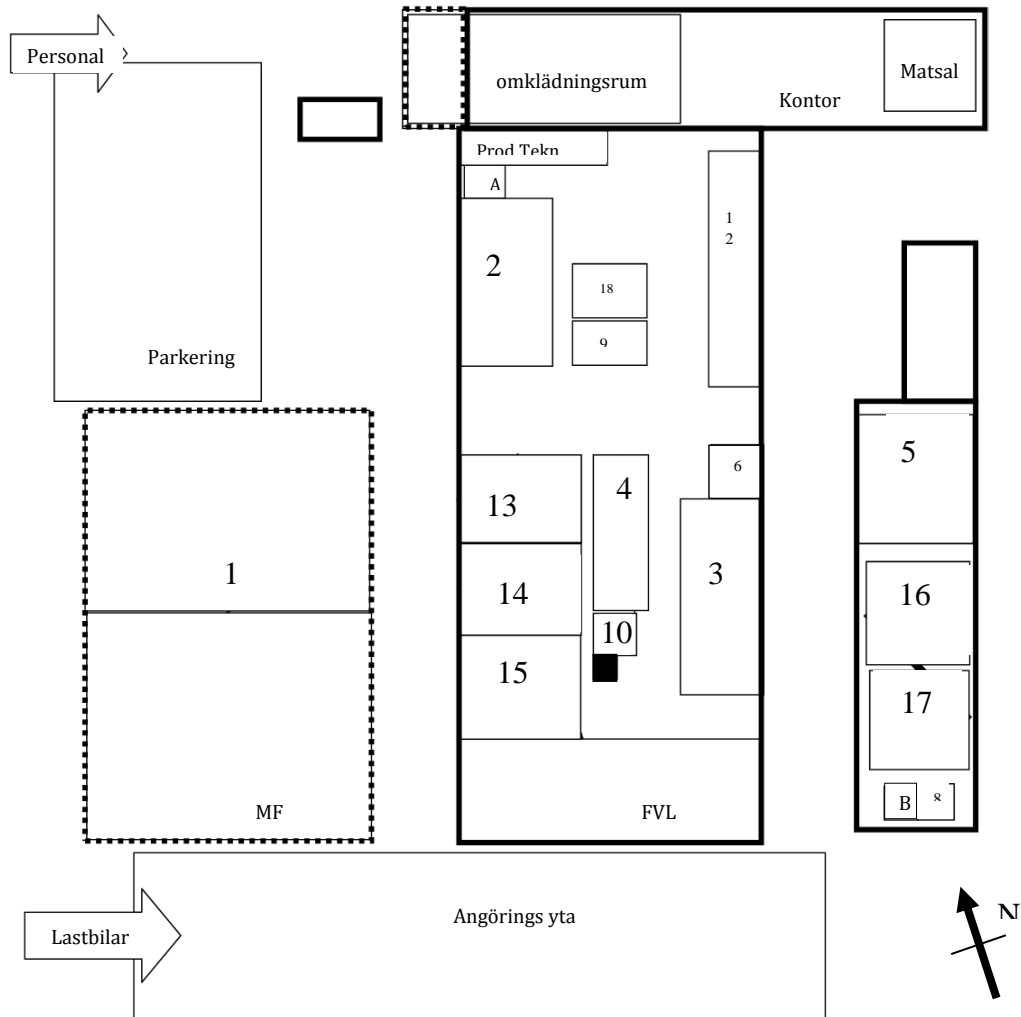 Personal
omklädningsrum
Matsal
Kontor
Prod Tekn
A
1
2
2
18
9
Parkering
6
5
4
13
1
3
14
16
10
15
17
MF
FVL
B
8
Angörings yta
Lastbilar
N